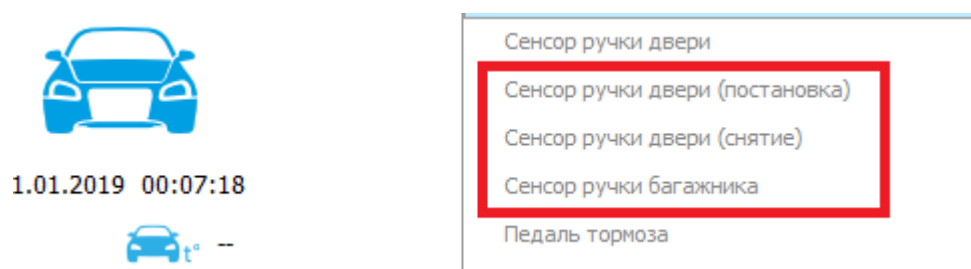 1.01.2019 00:07:18
t° --
Сенсор ручки двери
Сенсор ручки двери (постановка)
Сенсор ручки двери (снятие)
Сенсор ручки багажника
Педаль тормоза